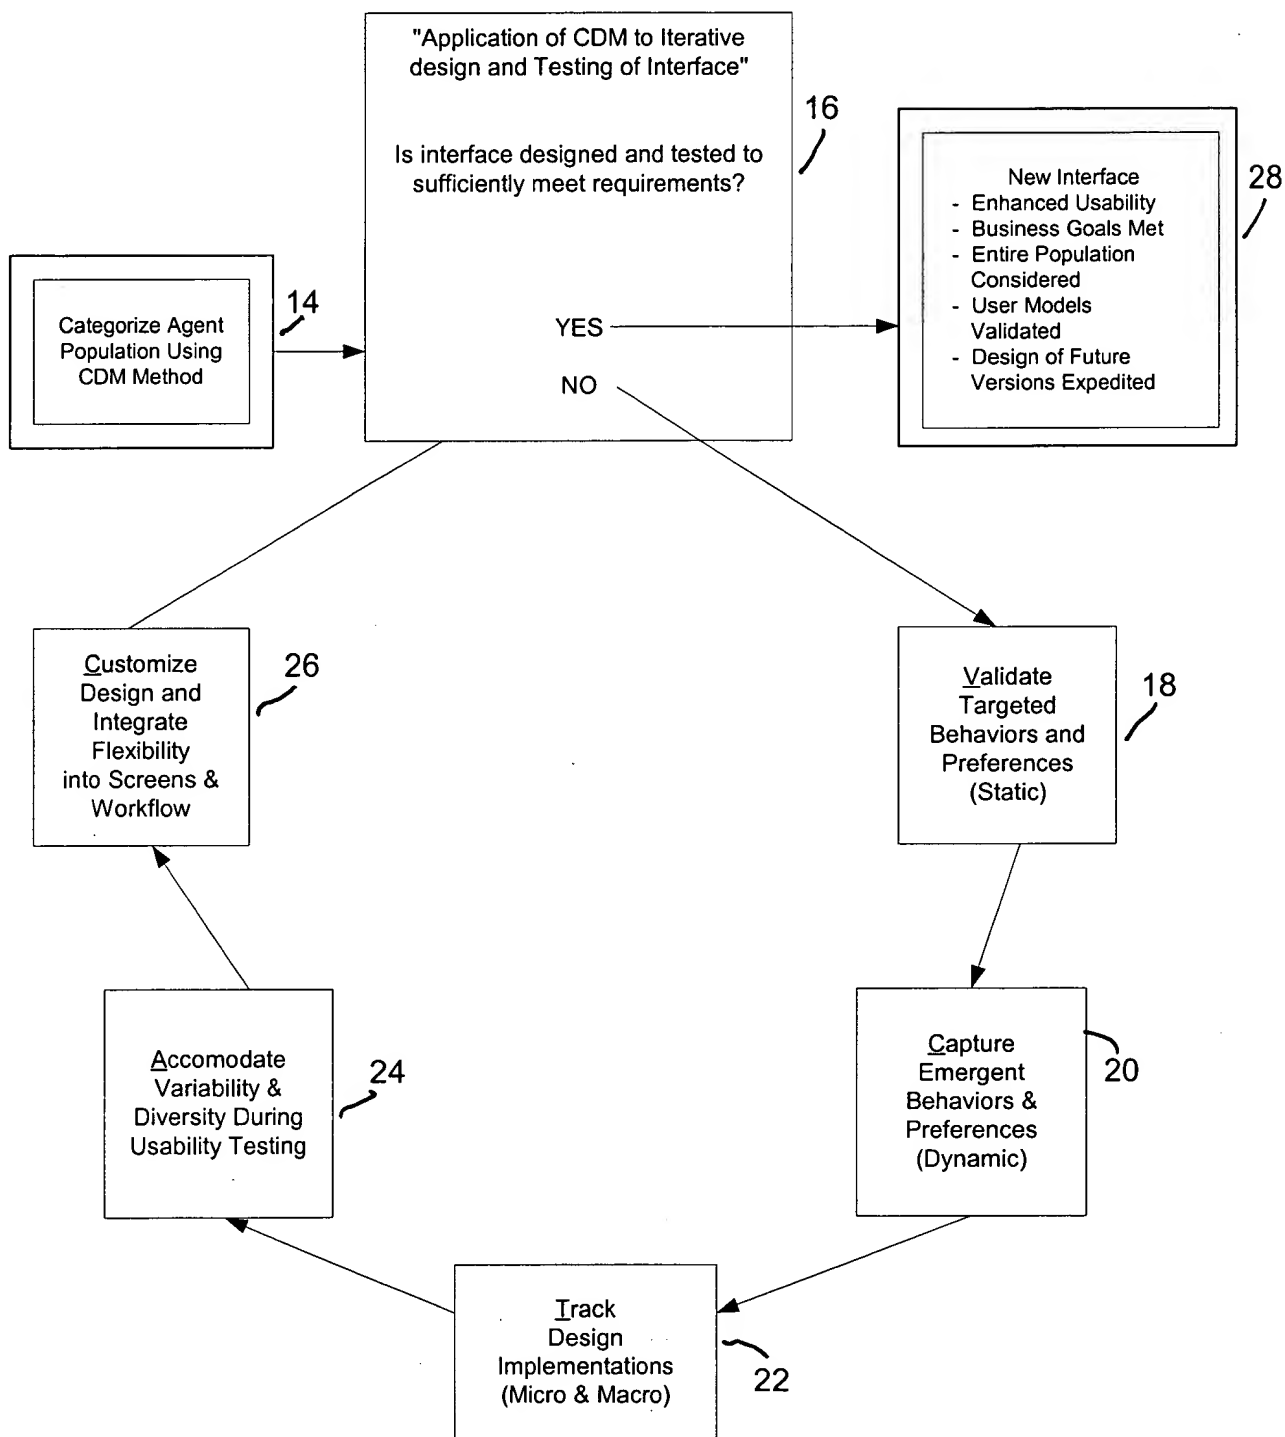 "Application of CDM to Iterative
design and Testing of Interface"
Is interface designed and tested to
sufficiently meet requirements?
YES
NO
16
New Interface
- Enhanced Usability
- Business Goals Met
- Entire Population
Considered
- User Models
Validated
- Design of Future
Versions Expedited
28
Categorize Agent
Population Using
CDM Method
14
Validate
Targeted
Behaviors and
Preferences
(Static)
18
Capture
Emergent
Behaviors &
Preferences
(Dynamic)
20
Track
Design
Implementations
(Micro & Macro)
22
Accomodate
Variability &
Diversity During
Usability Testing
24
Customize
Design and
Integrate
Flexibility
into Screens &
Workflow
26